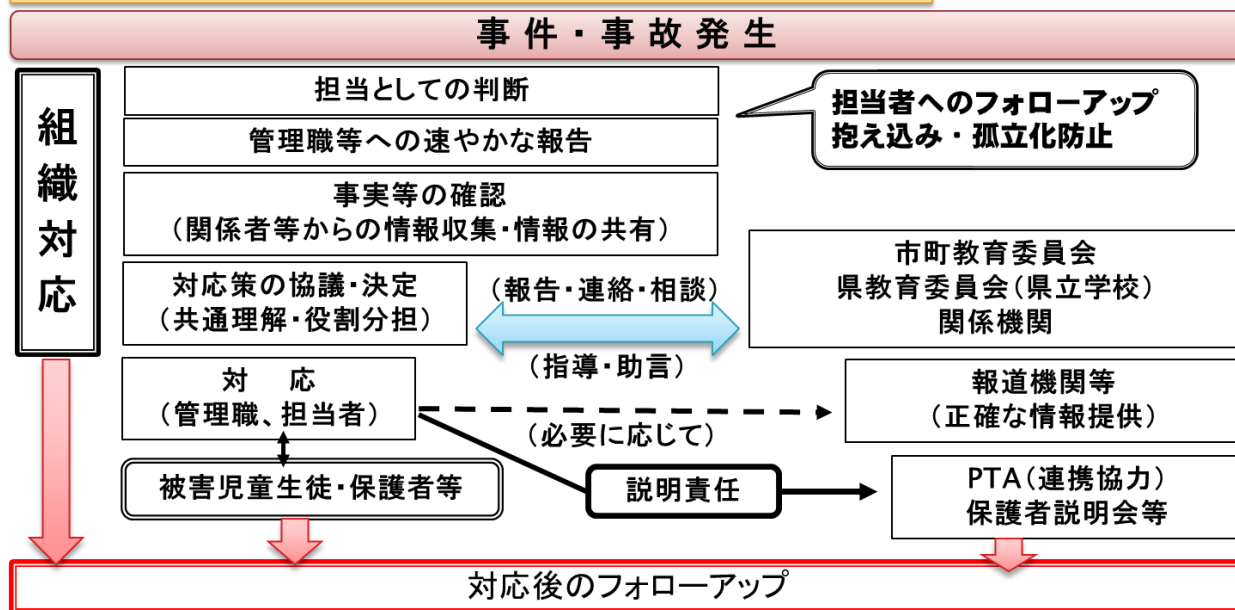 事件・事故発生
組織対応
担当としての判断
管理職等への速やかな報告
担当者へのフォローアップ
抱え込み・孤立化防止
事実等の確認
（関係者等からの情報収集・情報の共有）
対応策の協議・決定
（共通理解・役割分担）
（報告・連絡・相談）
（指導・助言）
市町教育委員会
県教育委員会（県立学校）
関係機関
対　応
（管理職、担当者）
（必要に応じて）
報道機関等
（正確な情報提供）
被害児童生徒・保護者等
説明責任
PTA（連携協力）
保護者説明会等
対応後のフォローアップ